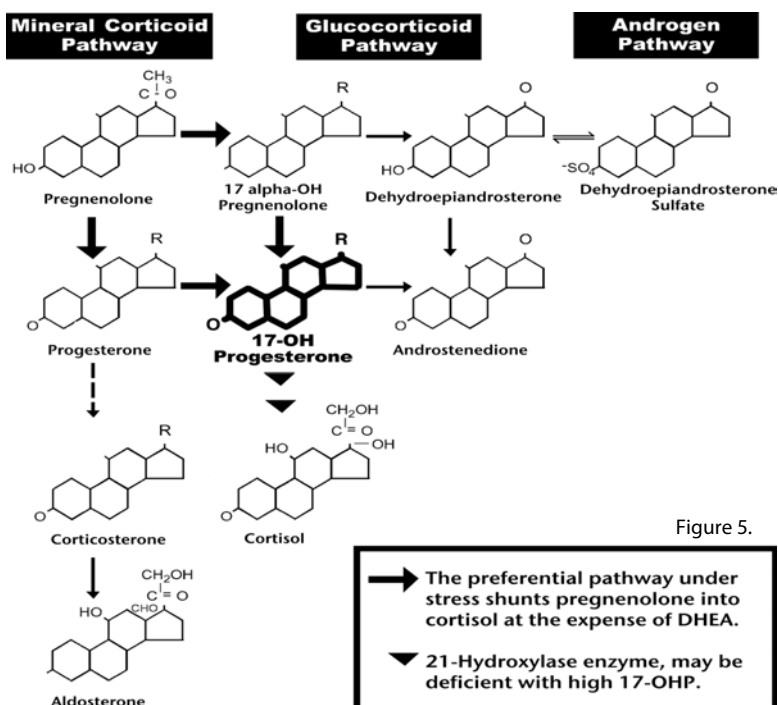 Mineral Corticoid
Pathway
Glucocorticoid
Pathway
Androgen
Pathway
CH3
C - O
HO
Pregnenolone
R
17 alpha-OH
Pregnenolone
O
HO
Dehydroepiandrosterone
O
-SO4
Dehydroepiandrosterone
Sulfate
R
O
Progesterone
R
O
17-OH
Progesterone
O
O
Androstenedione
R
O
Corticosterone
CH2OH
C = O
HO
OH
O
Cortisol
CH2OH
C = O
HO
CHO
Aldosterone
Figure 5.
The preferential pathway under
stress shunts pregnenolone into
cortisol at the expense of DHEA.
21-Hydroxylase enzyme, may be
deficient with high 17-OHP.